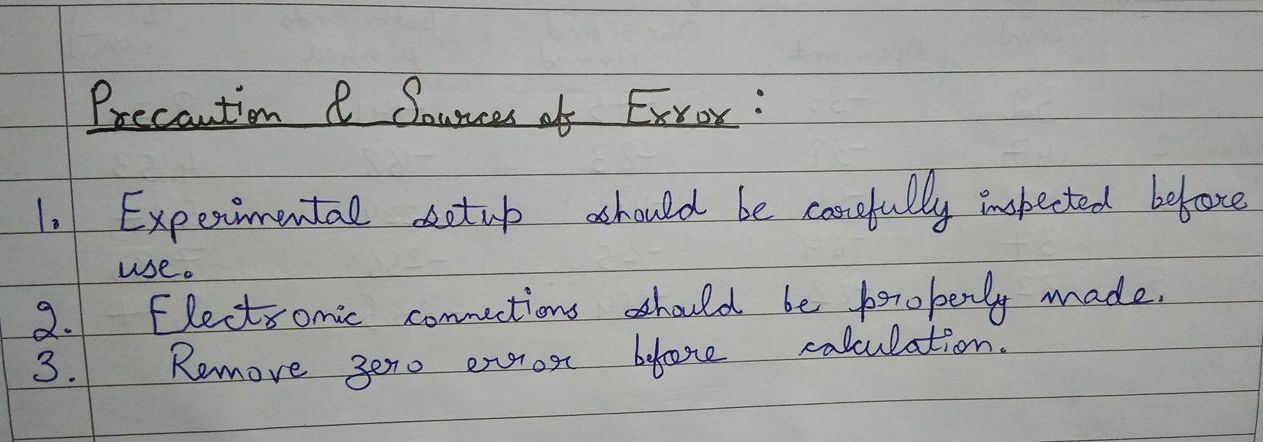 Precaution & Sources of Error :
1. Experimental setup should be carefully inspected before
use.
2. Electronic connections should be properly made.
3. Remove zero error before calculation.